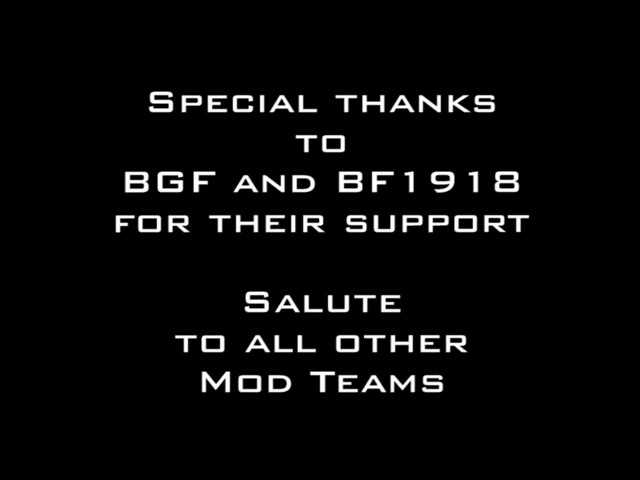 Special thanks
to
BGF and BF1918
for their support
Salute
to all other
Mod Teams